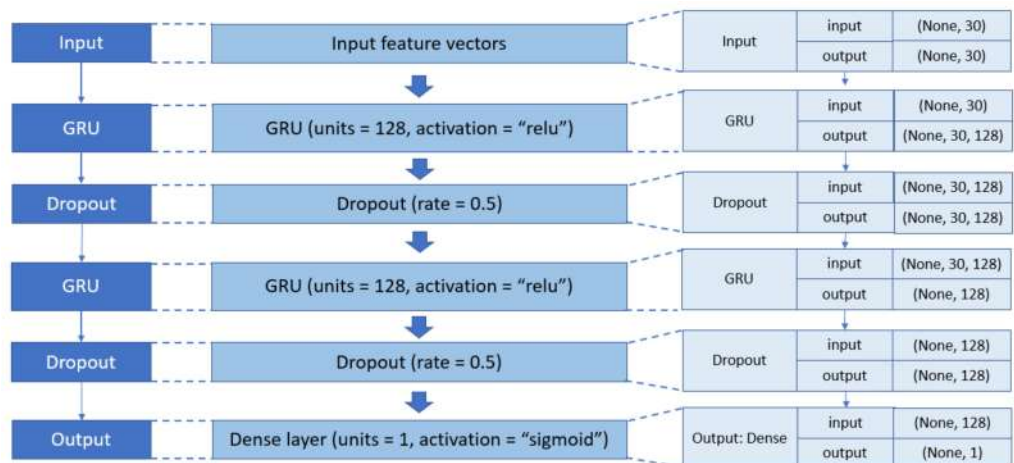 Input
Input feature vectors
Input
input
(None, 30)
output
(None, 30)
GRU
GRU (units = 128, activation = “relu”)
GRU
input
(None, 30)
output
(None, 30, 128)
Dropout
Dropout (rate = 0.5)
Dropout
input
(None, 30, 128)
output
(None, 30, 128)
GRU
GRU (units = 128, activation = “relu”)
GRU
input
(None, 30, 128)
output
(None, 128)
Dropout
Dropout (rate = 0.5)
Dropout
input
(None, 128)
output
(None, 128)
Output
Dense layer (units = 1, activation = “sigmoid”)
Output: Dense
input
(None, 128)
output
(None, 1)